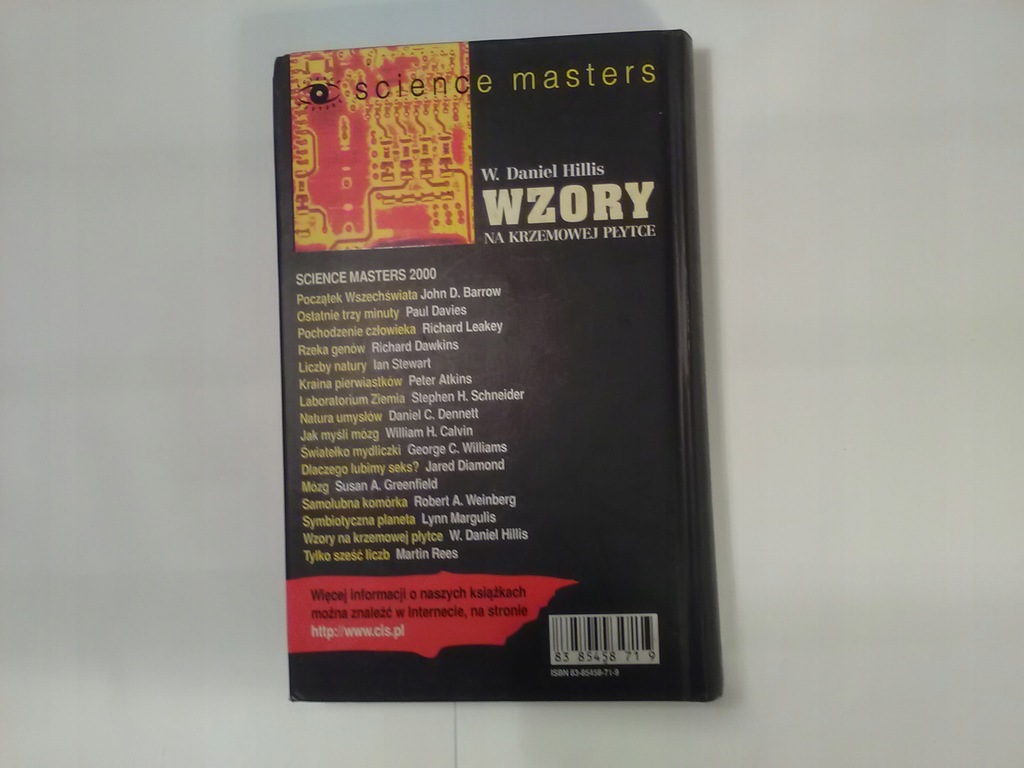 science masters
W. Daniel Hillis
WZORY
NA KRZEMOWEJ PŁYTCE
SCIENCE MASTERS 2000
Początek Wszechświata John D. Barrow
Ostatnie trzy minuty Paul Davies
Pochodzenie człowieka Richard Leakey
Rzeka genów Richard Dawkins
Liczby natury Ian Stewart
Kraina pierwiastków Peter Atkins
Laboratorium Ziemia Stephen H. Schneider
Natura umysłów Daniel C. Dennett
Jak myśli mózg William H. Calvin
Światełko mydliczki George C. Williams
Dlaczego lubimy seks? Jared Diamond
Mózg Susan A. Greenfield
Samolubna komórka Robert A. Weinberg
Symbiotyczna planeta Lynn Margulis
Wzory na krzemowej płytce W. Daniel Hillis
Tylko sześć liczb Martin Rees
Więcej informacji o naszych książkach
można znaleźć w Internecie, na stronie
http://www.cis.pl
83 85458 71 9
ISBN 83-85458-71-9